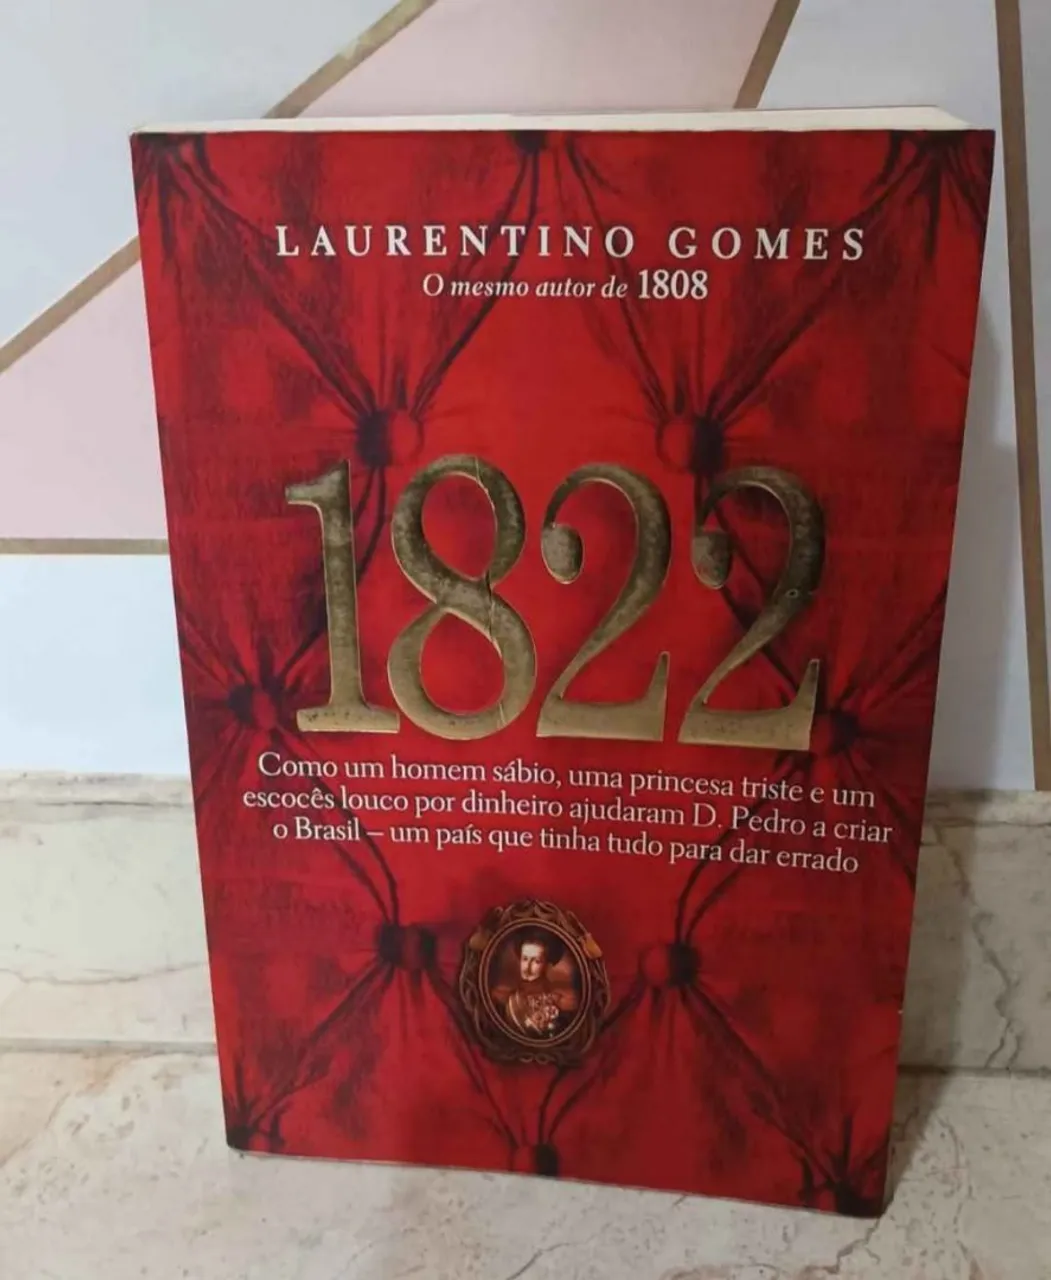 LAURENTINO GOMES
O mesmo autor de 1808
1822
Como um homem sábio, uma princesa triste e um
escocês louco por dinheiro ajudaram D. Pedro a criar
o Brasil – um país que tinha tudo para dar errado